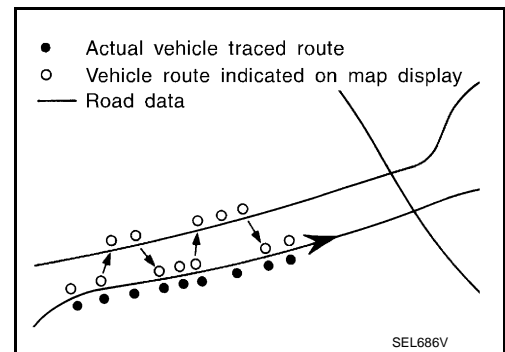 Actual vehicle traced route
Vehicle route indicated on map display
Road data
SEL686V